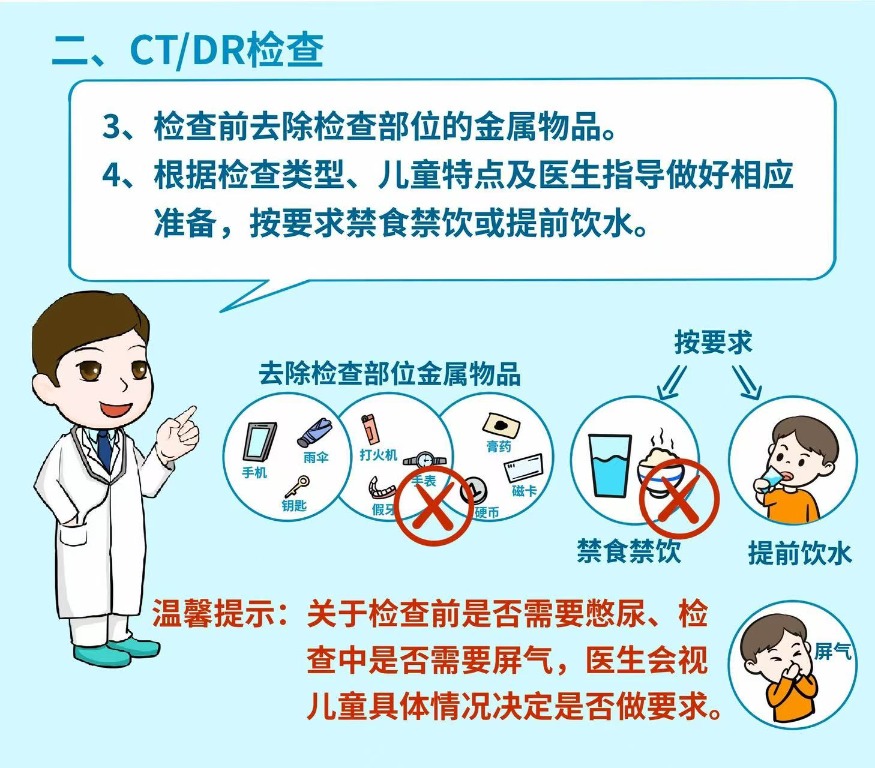 二、CT/DR检查
3、检查前去除检查部位的金属物品。
4、根据检查类型、儿童特点及医生指导做好相应
准备，按要求禁食禁饮或提前饮水。
按要求
去除检查部位金属物品
手机
雨伞
钥匙
打火机
手表
假牙
膏药
磁卡
硬币
禁食禁饮
提前饮水
温馨提示：关于检查前是否需要憋尿、检
查中是否需要屏气，医生会视
儿童具体情况决定是否做要求。
屏气